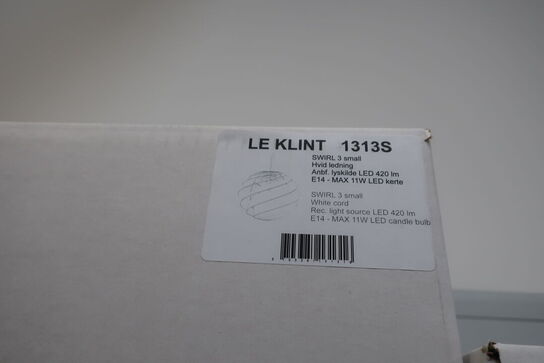 LE KLINT 1313S
SWIRL 3 small
Hvid ledning
Anbf. lyskilde LED 420 lm
E14 - MAX 11W LED kerte
SWIRL 3 small
White cord
Rec. light source LED 420 lm
E14 - MAX 11W LED candle bulb